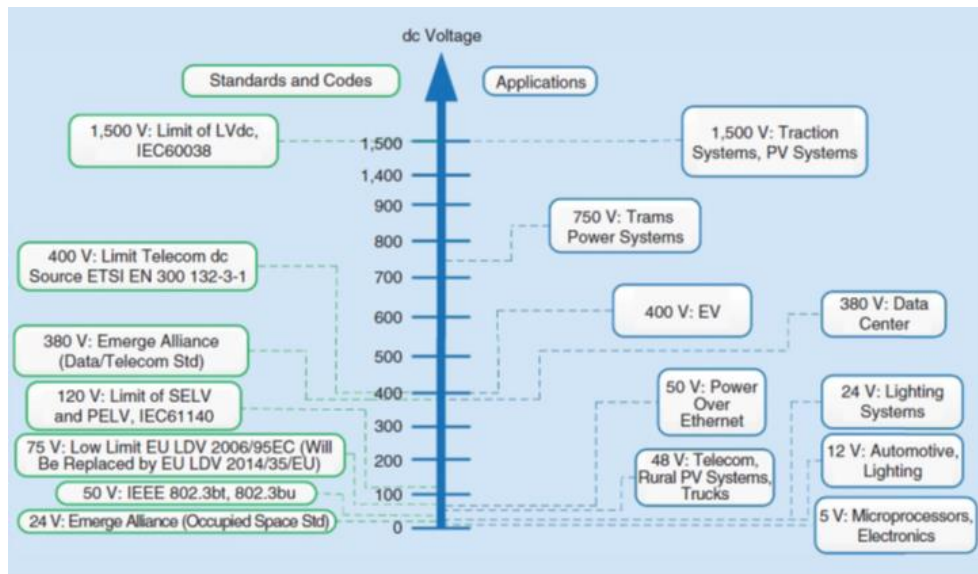 dc Voltage
Standards and Codes
Applications
1,500 V: Limit of LVdc,
IEC60038
400 V: Limit Telecom dc
Source ETSI EN 300 132-3-1
380 V: Emerge Alliance
(Data/Telecom Std)
120 V: Limit of SELV
and PELV, IEC61140
75 V: Low Limit EU LDV 2006/95EC (Will
Be Replaced by EU LDV 2014/35/EU)
50 V: IEEE 802.3bt, 802.3bu
24 V: Emerge Alliance (Occupied Space Std)
1,500
1,400
900
800
700
600
500
400
300
200
100
0
1,500 V: Traction
Systems, PV Systems
750 V: Trams
Power Systems
400 V: EV
380 V: Data
Center
50 V: Power
Over
Ethernet
24 V: Lighting
Systems
48 V: Telecom,
Rural PV Systems,
Trucks
12 V: Automotive,
Lighting
5 V: Microprocessors,
Electronics